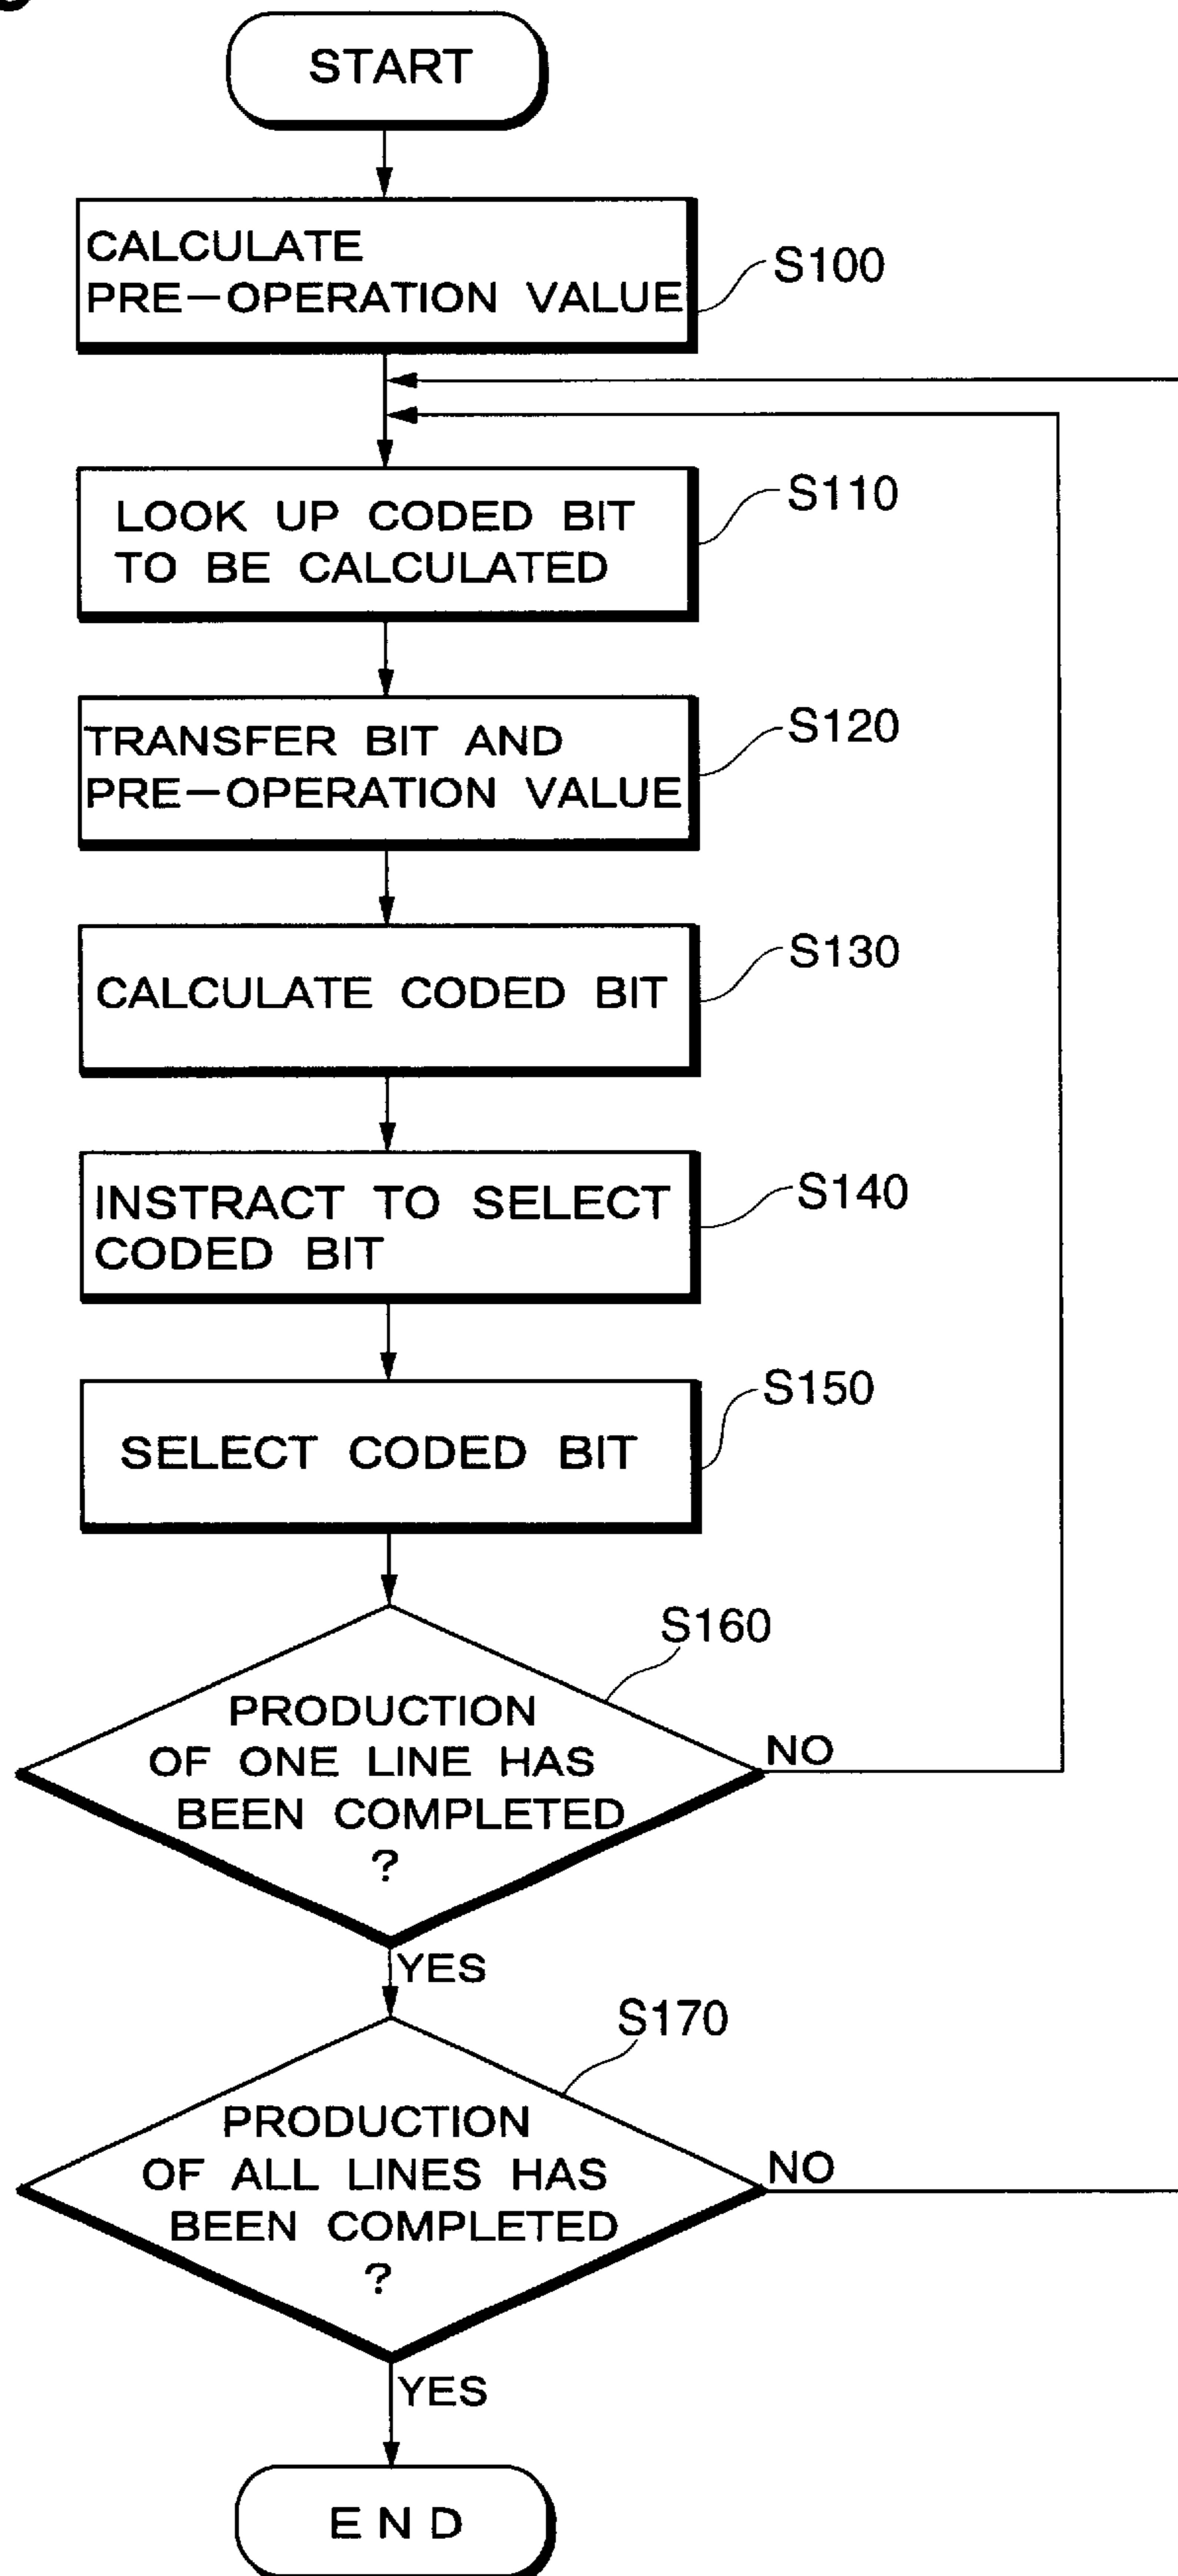 START
CALCULATE
PRE-OPERATION VALUE
S100
LOOK UP CODED BIT
TO BE CALCULATED
S110
TRANSFER BIT AND
PRE-OPERATION VALUE
S120
CALCULATE CODED BIT
S130
INSTRACT TO SELECT
CODED BIT
S140
SELECT CODED BIT
S150
S160
PRODUCTION
OF ONE LINE HAS
BEEN COMPLETED
?
NO
YES
S170
PRODUCTION
OF ALL LINES HAS
BEEN COMPLETED
?
NO
YES
END